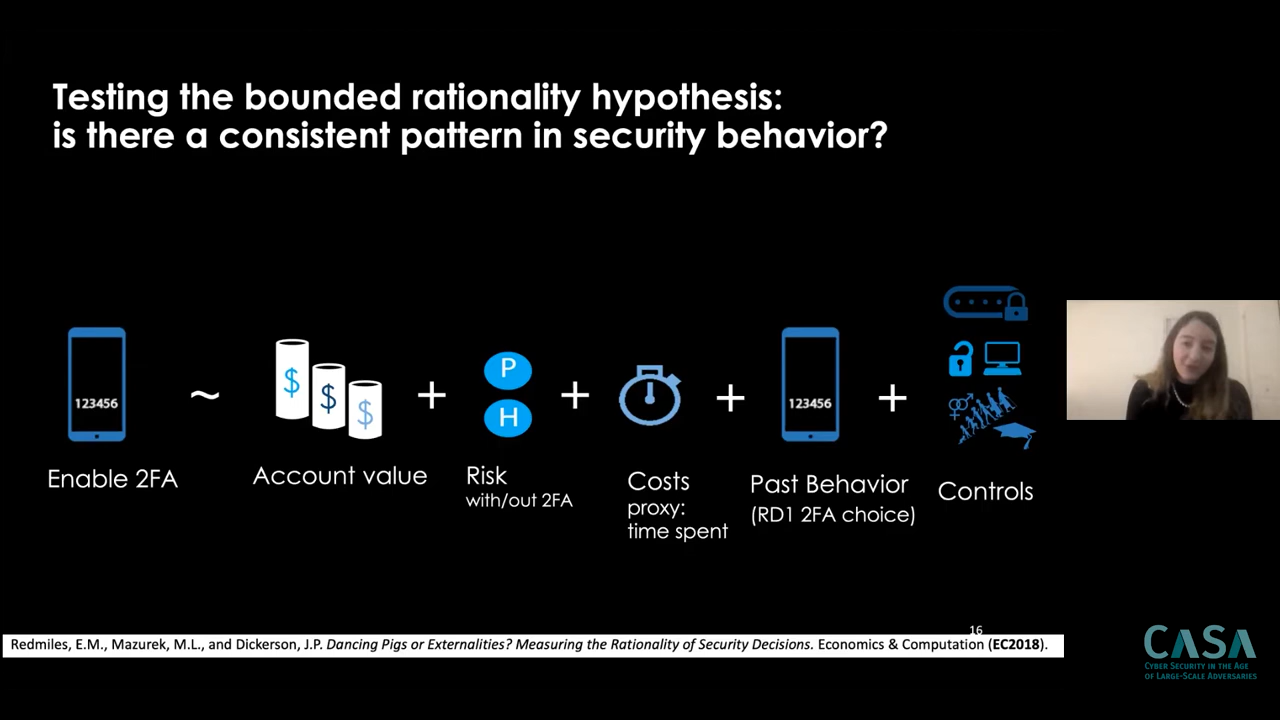 Testing the bounded rationality hypothesis:
is there a consistent pattern in security behavior?
123456
~
$
$
$
+
P
H
+
+
123456
+
Enable 2FA
Account value
Risk
with/out 2FA
Costs
proxy:
time spent
Past Behavior
(RD1 2FA choice)
Controls
16
Redmiles, E.M., Mazurek, M.L., and Dickerson, J.P. Dancing Pigs or Externalities? Measuring the Rationality of Security Decisions. Economics & Computation (EC2018).
CASA
CYBER SECURITY IN THE AGE
OF LARGE-SCALE ADVERSARIES